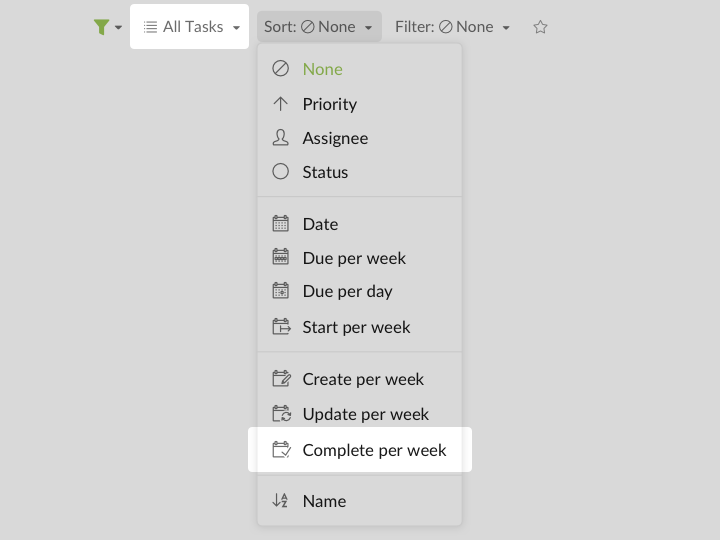 All Tasks Sort: None Filter: None
None
Priority
Assignee
Status
Date
Due per week
Due per day
Start per week
Create per week
Update per week
Complete per week
Name